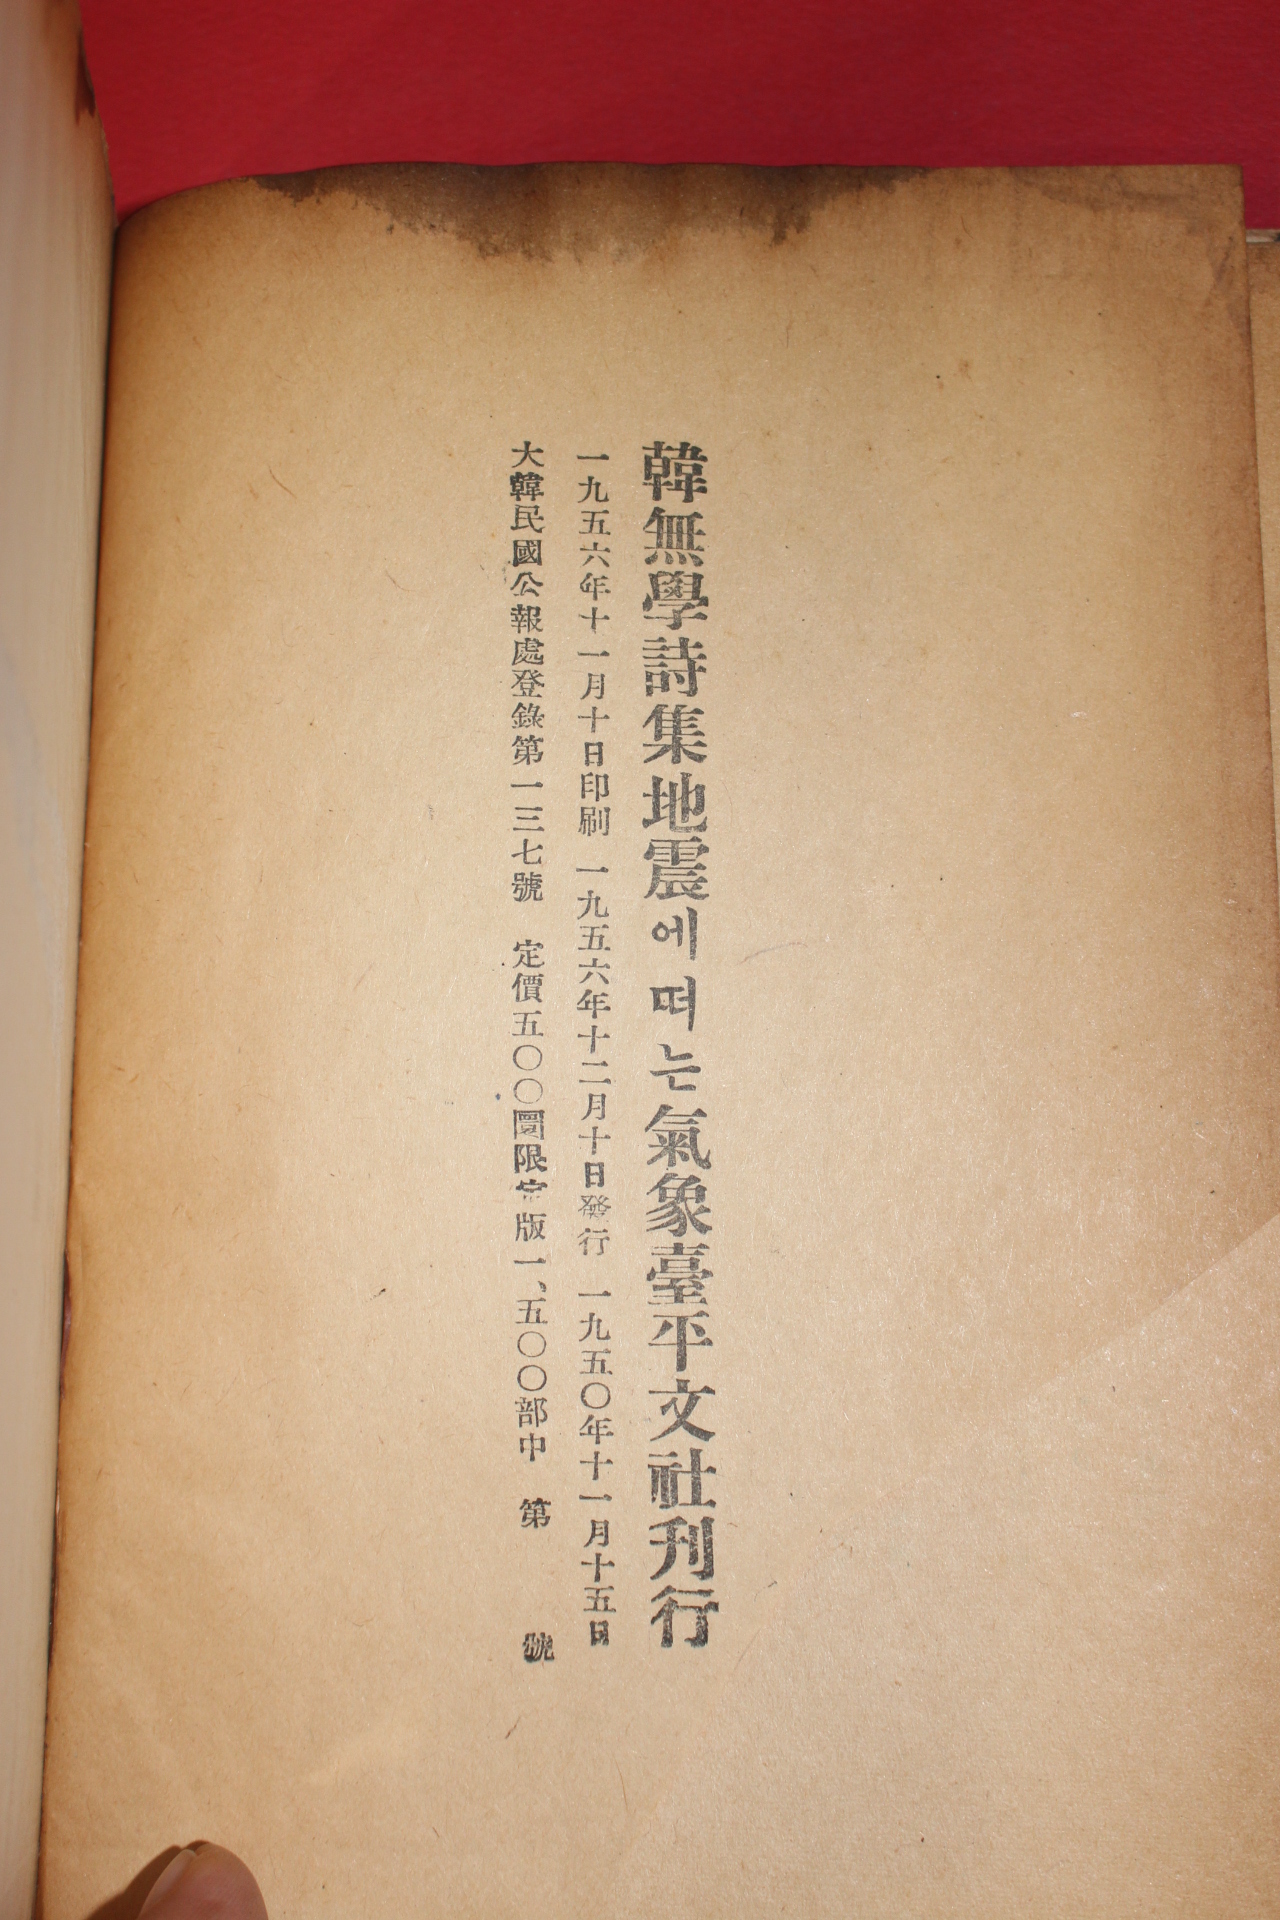 韓無學詩集地震에떠는氣象臺平文社刊行
一九五六年十一月十日印刷 一九五六年十二月十日發行 一九五〇年十一月十五日
大韓民國公報處登錄第一三七號 定價五〇〇圜限定版一、五〇〇部中 第 號